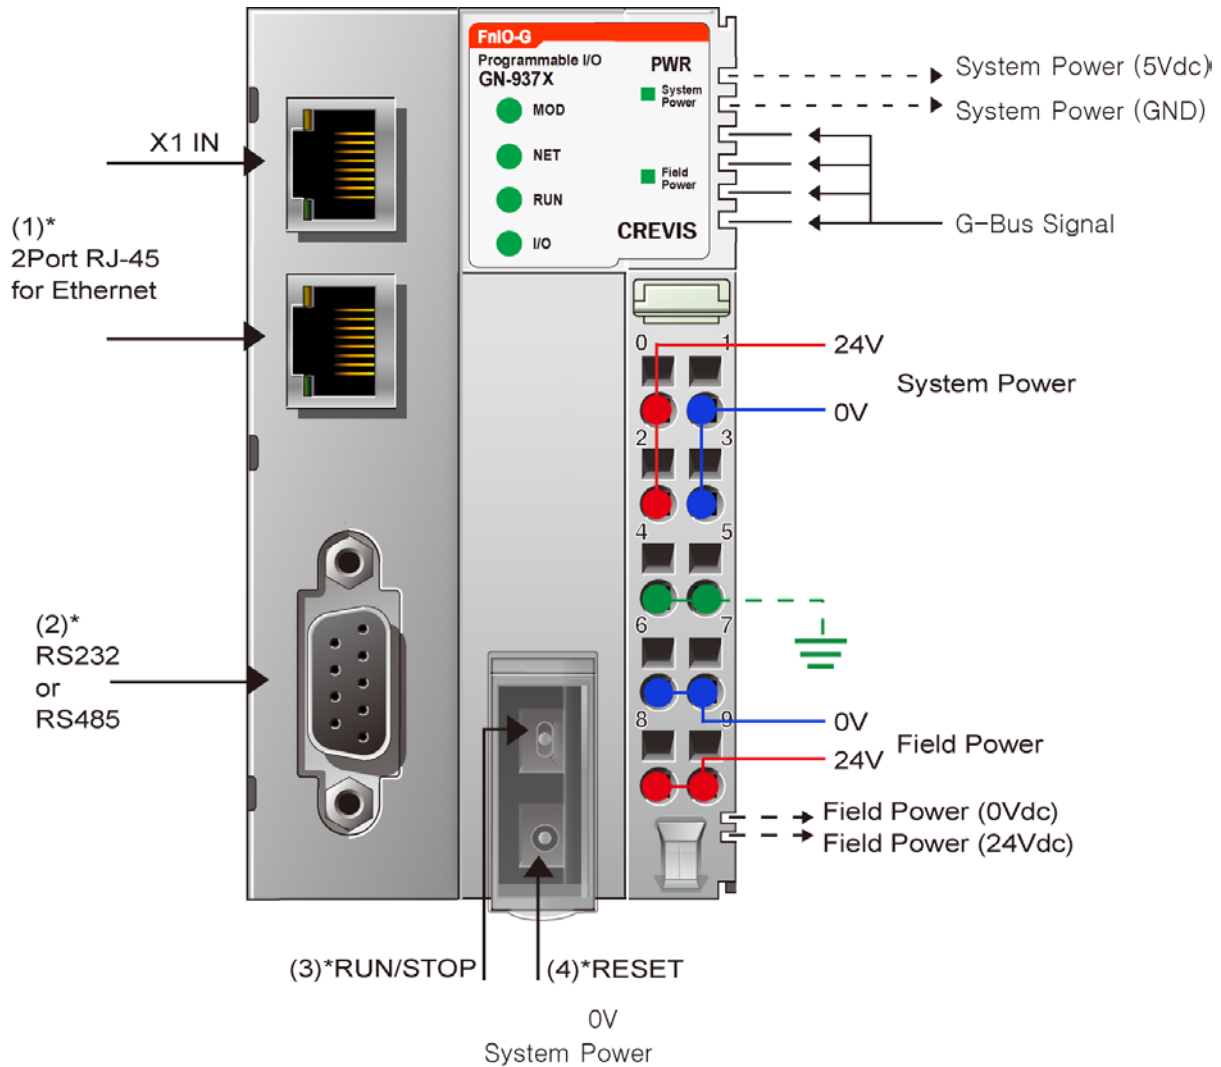 FnIO-G
Programmable I/O
GN-937X
PWR
System
Power
MOD
NET
RUN
I/O
Field
Power
CREVIS
System Power (5Vdc)
System Power (GND)
G-Bus Signal
X1 IN
(1)*
2Port RJ-45
for Ethernet
0 1
24V
System Power
0V
2 3
4 5
6 7
8 9
0V
Field Power
24V
Field Power (0Vdc)
Field Power (24Vdc)
(2)*
RS232
or
RS485
(3)*RUN/STOP
(4)*RESET
0V
System Power